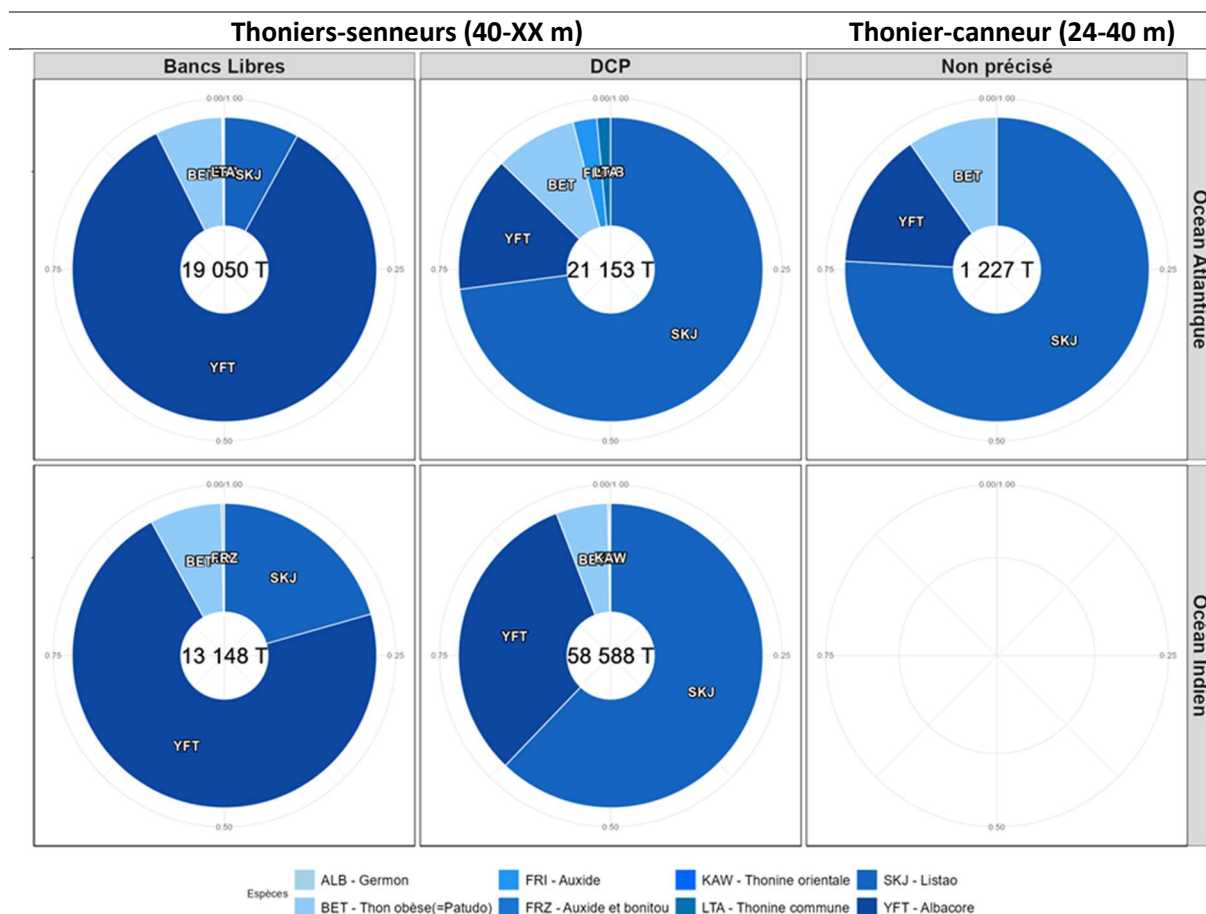 Thoniers-senneurs (40-XX m) Thonier-canneur (24-40 m)
Bancs Libres DCP Non précisé
0.00/1.00 0.00/1.00 0.00/1.00
BET LTA SKJ
BET
BET
YFT
YFT
0.75 19 050 T 0.25
0.75 21 153 T 0.25
0.75 1 227 T 0.25
YFT
SKJ
SKJ
0.50 0.50 0.50
Océan Atlantique
0.00/1.00 0.00/1.00 0.00/1.00
BET FRZ SKJ
KAW
YFT
0.75 13 148 T 0.25
0.75 58 588 T 0.25
0.75 0.25
YFT
SKJ
0.50 0.50 0.50
Océan Indien
Espèces
ALB - Germon FRI - Auxide KAW - Thonine orientale SKJ - Listao
BET - Thon obèse(=Patudo) FRZ - Auxide et bonitou LTA - Thonine commune YFT - Albacore